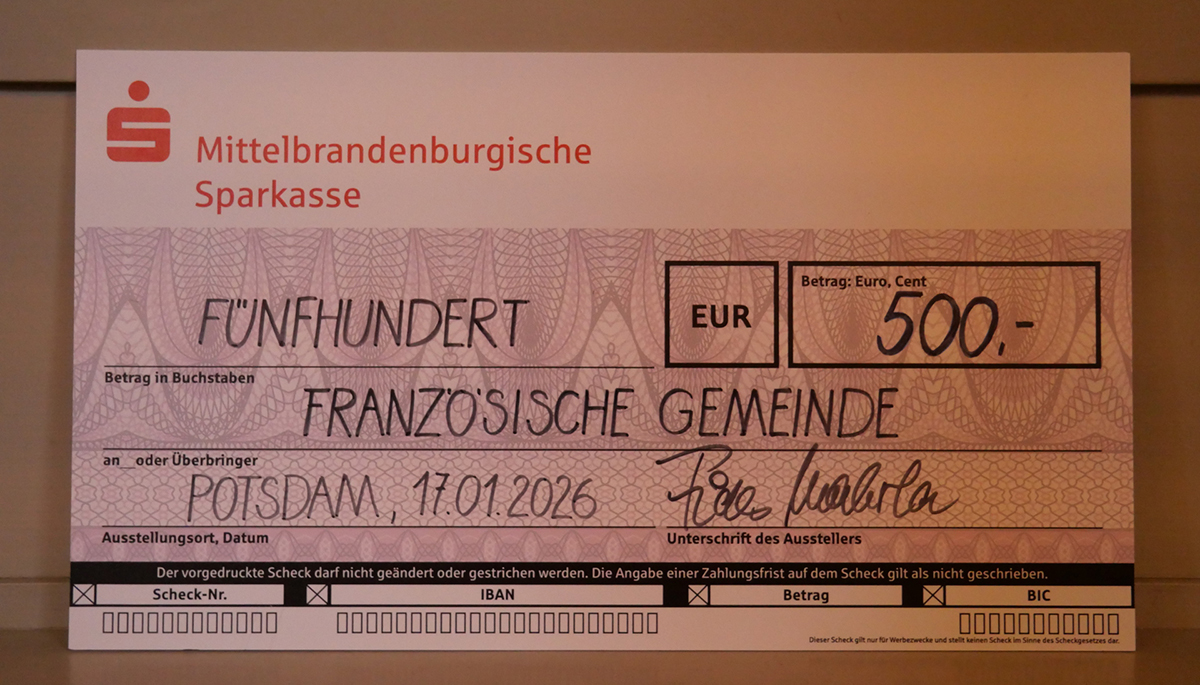 Mittelbrandenburgische
Sparkasse
FÜNFHUNDERT
EUR
Betrag: Euro, Cent
500,-
Betrag in Buchstaben
FRANZÖSISCHE GEMEINDE
an__oder Überbringer
POTSDAM, 17.01.2026
Ausstellungsort, Datum
Unterschrift des Ausstellers
Der vorgedruckte Scheck darf nicht geändert oder gestrichen werden. Die Angabe einer Zahlungsfrist auf dem Scheck gilt als nicht geschrieben.
Scheck-Nr. IBAN Betrag BIC
Dieser Scheck gilt nur für Werbezwecke und stellt keinen Scheck im Sinne des Scheckgesetzes dar.